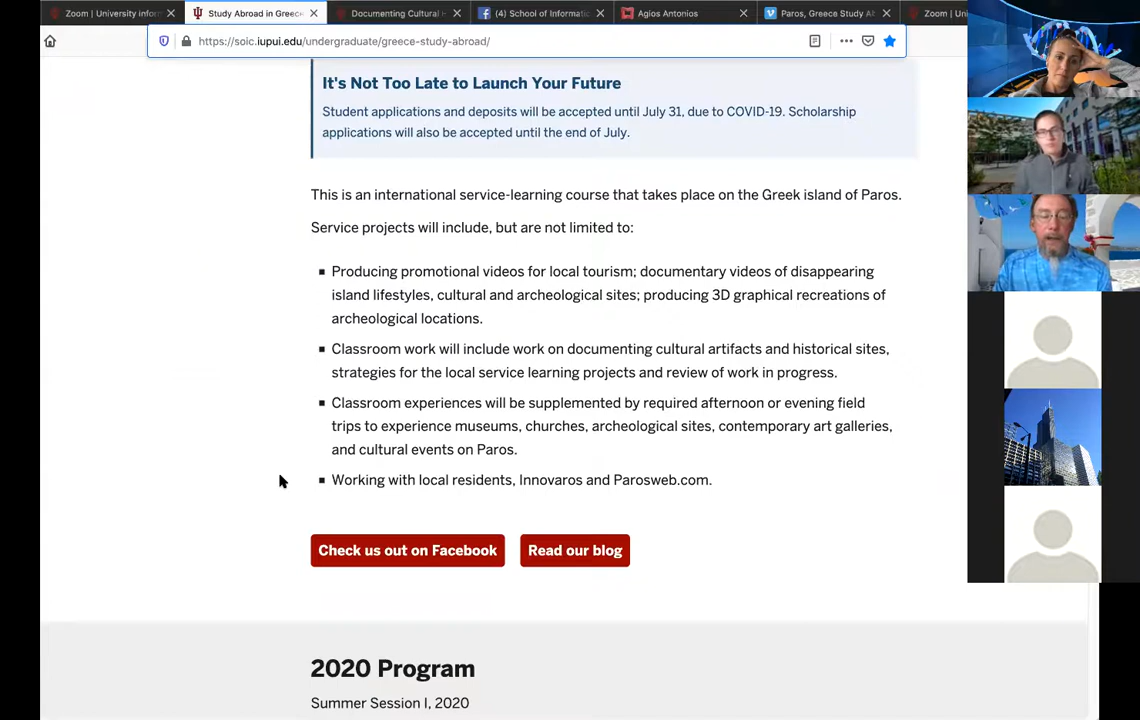 Zoom | University infor
Study Abroad in Greece
Documenting Cultural H
(4) School of Informatic
Agios Antonios
Paros, Greece Study Ab
Zoom | Uni
https://soic.iupui.edu/undergraduate/greece-study-abroad/
It's Not Too Late to Launch Your Future
Student applications and deposits will be accepted until July 31, due to COVID-19. Scholarship
applications will also be accepted until the end of July.
This is an international service-learning course that takes place on the Greek island of Paros.
Service projects will include, but are not limited to:
Producing promotional videos for local tourism; documentary videos of disappearing
island lifestyles, cultural and archeological sites; producing 3D graphical recreations of
archeological locations.
Classroom work will include work on documenting cultural artifacts and historical sites,
strategies for the local service learning projects and review of work in progress.
Classroom experiences will be supplemented by required afternoon or evening field
trips to experience museums, churches, archeological sites, contemporary art galleries,
and cultural events on Paros.
Working with local residents, Innovaros and Parosweb.com.
Check us out on Facebook
Read our blog
2020 Program
Summer Session I, 2020